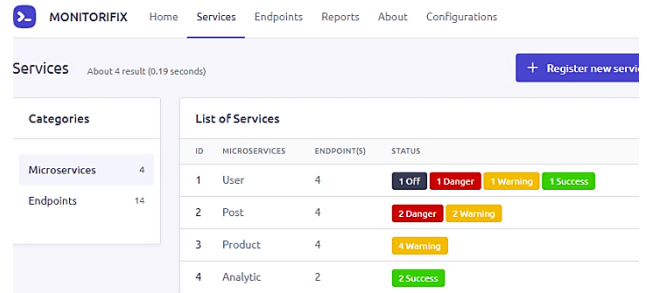 MONITORIFIX Home Services Endpoints Reports About Configurations
Services About 4 result (0.19 seconds)
+ Register new servi
Categories
Microservices 4
Endpoints 14
List of Services
ID MICROSERVICES ENDPOINT(S) STATUS
1 User 4 1 Off 1 Danger 1 Warning 1 Success
2 Post 4 2 Danger 2 Warning
3 Product 4 4 Warning
4 Analytic 2 2 Success